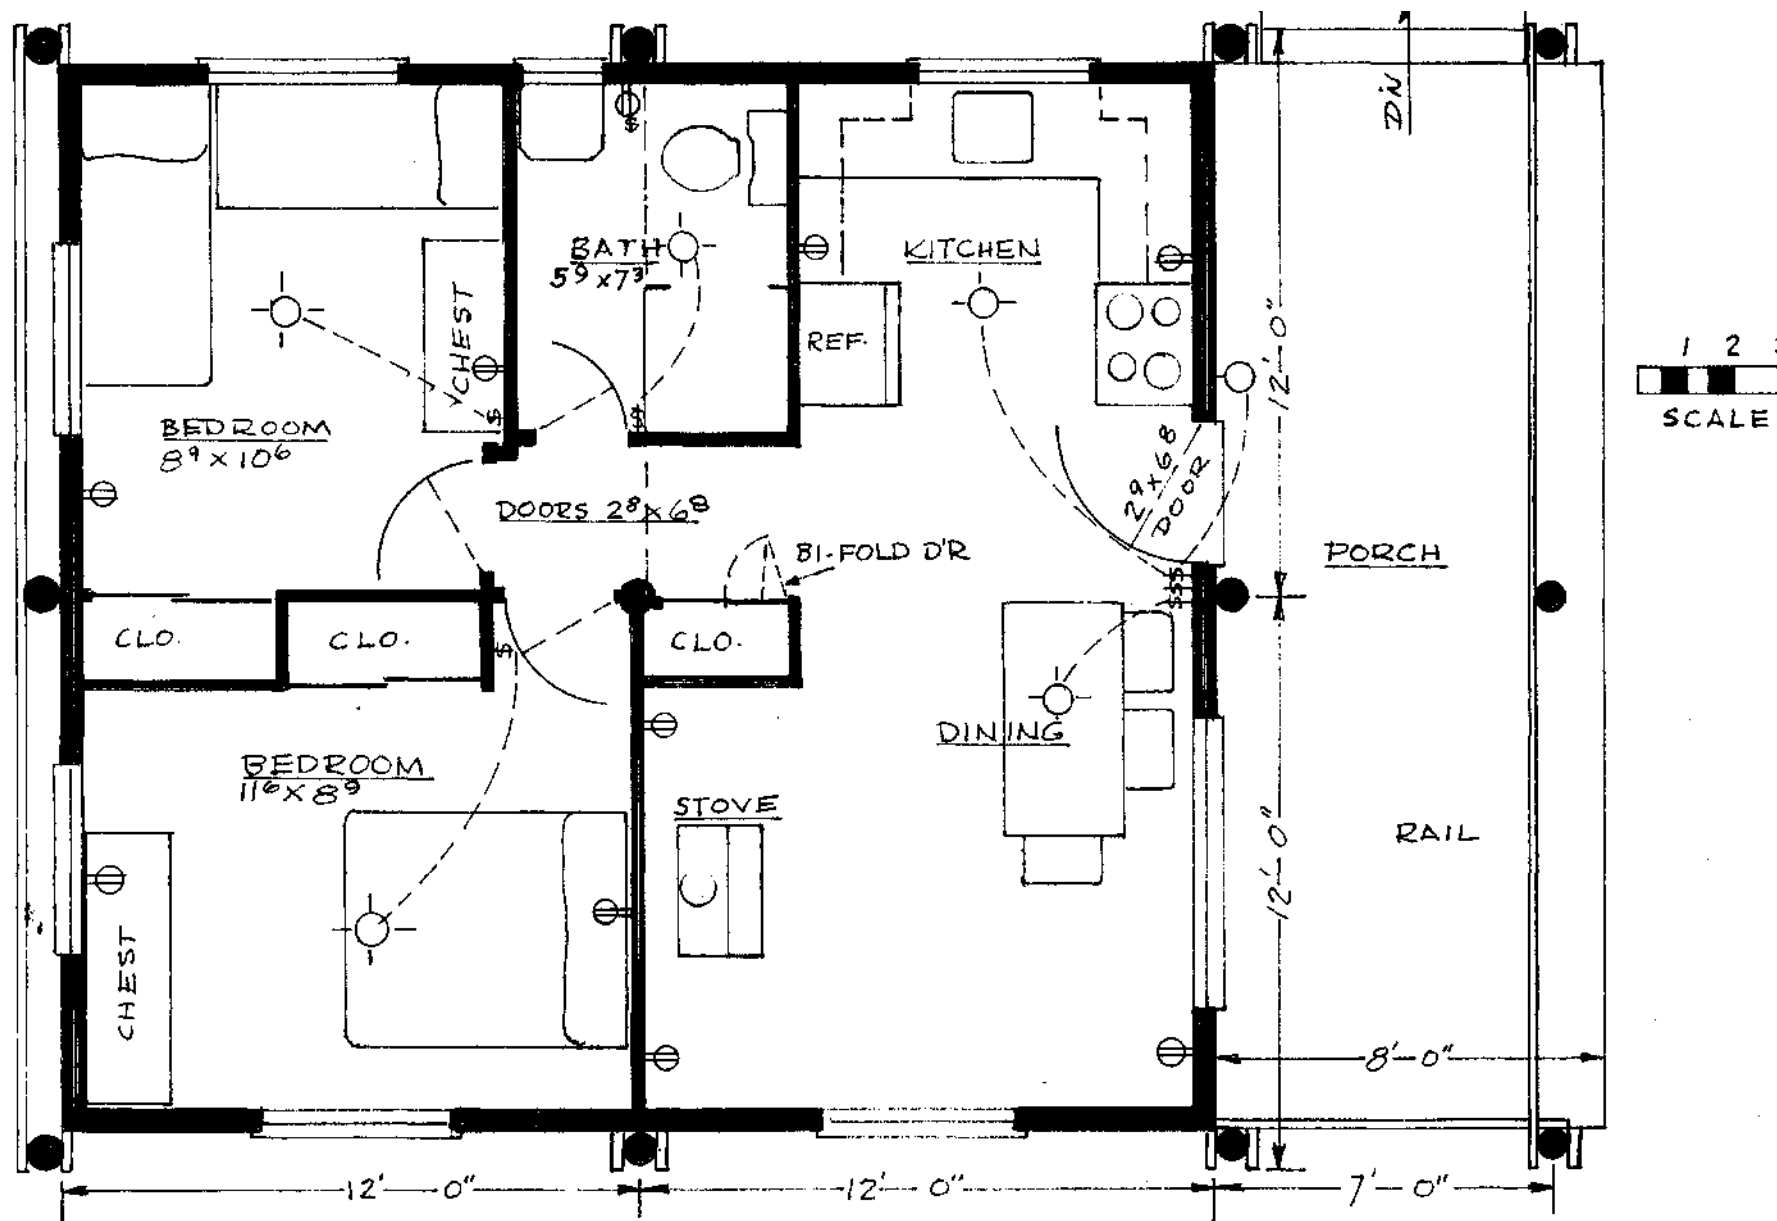 DN
BATH
5⁹ x 7³
KITCHEN
CHEST
REF.
12'-0"
1 2 3
SCALE
BEDROOM
8⁹ x 10⁶
2⁹ x 6⁸
DOOR
DOORS 2⁸ x 6⁸
BI-FOLD D'R
PORCH
CLO.
CLO.
CLO.
DINING
BEDROOM
11⁶ x 8⁹
STOVE
RAIL
12'-0"
CHEST
8'-0"
12'-0"
12'-0"
7'-0"